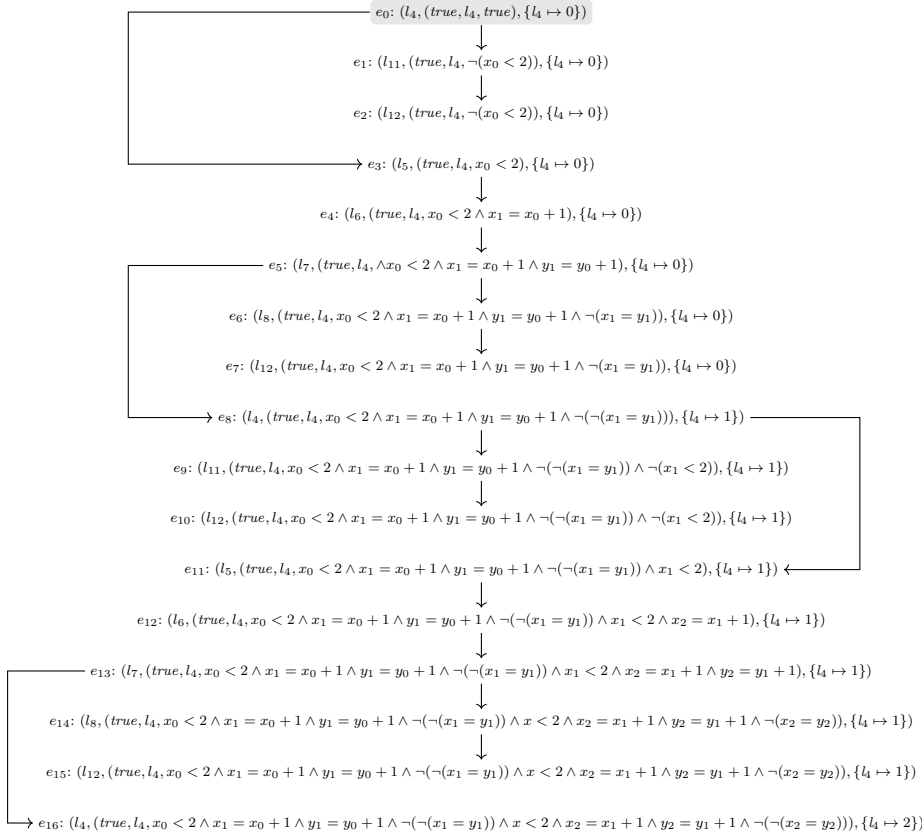 e₀: (l₄, (true, l₄, true), {l₄ ↦ 0})
e₁: (l₁₁, (true, l₄, ¬(x₀ < 2)), {l₄ ↦ 0})
e₂: (l₁₂, (true, l₄, ¬(x₀ < 2)), {l₄ ↦ 0})
e₃: (l₅, (true, l₄, x₀ < 2), {l₄ ↦ 0})
e₄: (l₆, (true, l₄, x₀ < 2 ∧ x₁ = x₀ + 1), {l₄ ↦ 0})
e₅: (l₇, (true, l₄, ∧x₀ < 2 ∧ x₁ = x₀ + 1 ∧ y₁ = y₀ + 1), {l₄ ↦ 0})
e₆: (l₈, (true, l₄, x₀ < 2 ∧ x₁ = x₀ + 1 ∧ y₁ = y₀ + 1 ∧ ¬(x₁ = y₁)), {l₄ ↦ 0})
e₇: (l₁₂, (true, l₄, x₀ < 2 ∧ x₁ = x₀ + 1 ∧ y₁ = y₀ + 1 ∧ ¬(x₁ = y₁)), {l₄ ↦ 0})
e₈: (l₄, (true, l₄, x₀ < 2 ∧ x₁ = x₀ + 1 ∧ y₁ = y₀ + 1 ∧ ¬(¬(x₁ = y₁))), {l₄ ↦ 1})
e₉: (l₁₁, (true, l₄, x₀ < 2 ∧ x₁ = x₀ + 1 ∧ y₁ = y₀ + 1 ∧ ¬(¬(x₁ = y₁)) ∧ ¬(x₁ < 2)), {l₄ ↦ 1})
e₁₀: (l₁₂, (true, l₄, x₀ < 2 ∧ x₁ = x₀ + 1 ∧ y₁ = y₀ + 1 ∧ ¬(¬(x₁ = y₁)) ∧ ¬(x₁ < 2)), {l₄ ↦ 1})
e₁₁: (l₅, (true, l₄, x₀ < 2 ∧ x₁ = x₀ + 1 ∧ y₁ = y₀ + 1 ∧ ¬(¬(x₁ = y₁)) ∧ x₁ < 2), {l₄ ↦ 1})
e₁₂: (l₆, (true, l₄, x₀ < 2 ∧ x₁ = x₀ + 1 ∧ y₁ = y₀ + 1 ∧ ¬(¬(x₁ = y₁)) ∧ x₁ < 2 ∧ x₂ = x₁ + 1), {l₄ ↦ 1})
e₁₃: (l₇, (true, l₄, x₀ < 2 ∧ x₁ = x₀ + 1 ∧ y₁ = y₀ + 1 ∧ ¬(¬(x₁ = y₁)) ∧ x₁ < 2 ∧ x₂ = x₁ + 1 ∧ y₂ = y₁ + 1), {l₄ ↦ 1})
e₁₄: (l₈, (true, l₄, x₀ < 2 ∧ x₁ = x₀ + 1 ∧ y₁ = y₀ + 1 ∧ ¬(¬(x₁ = y₁)) ∧ x < 2 ∧ x₂ = x₁ + 1 ∧ y₂ = y₁ + 1 ∧ ¬(x₂ = y₂)), {l₄ ↦ 1})
e₁₅: (l₁₂, (true, l₄, x₀ < 2 ∧ x₁ = x₀ + 1 ∧ y₁ = y₀ + 1 ∧ ¬(¬(x₁ = y₁)) ∧ x < 2 ∧ x₂ = x₁ + 1 ∧ y₂ = y₁ + 1 ∧ ¬(x₂ = y₂)), {l₄ ↦ 1})
e₁₆: (l₄, (true, l₄, x₀ < 2 ∧ x₁ = x₀ + 1 ∧ y₁ = y₀ + 1 ∧ ¬(¬(x₁ = y₁)) ∧ x < 2 ∧ x₂ = x₁ + 1 ∧ y₂ = y₁ + 1 ∧ ¬(¬(x₂ = y₂))), {l₄ ↦ 2})